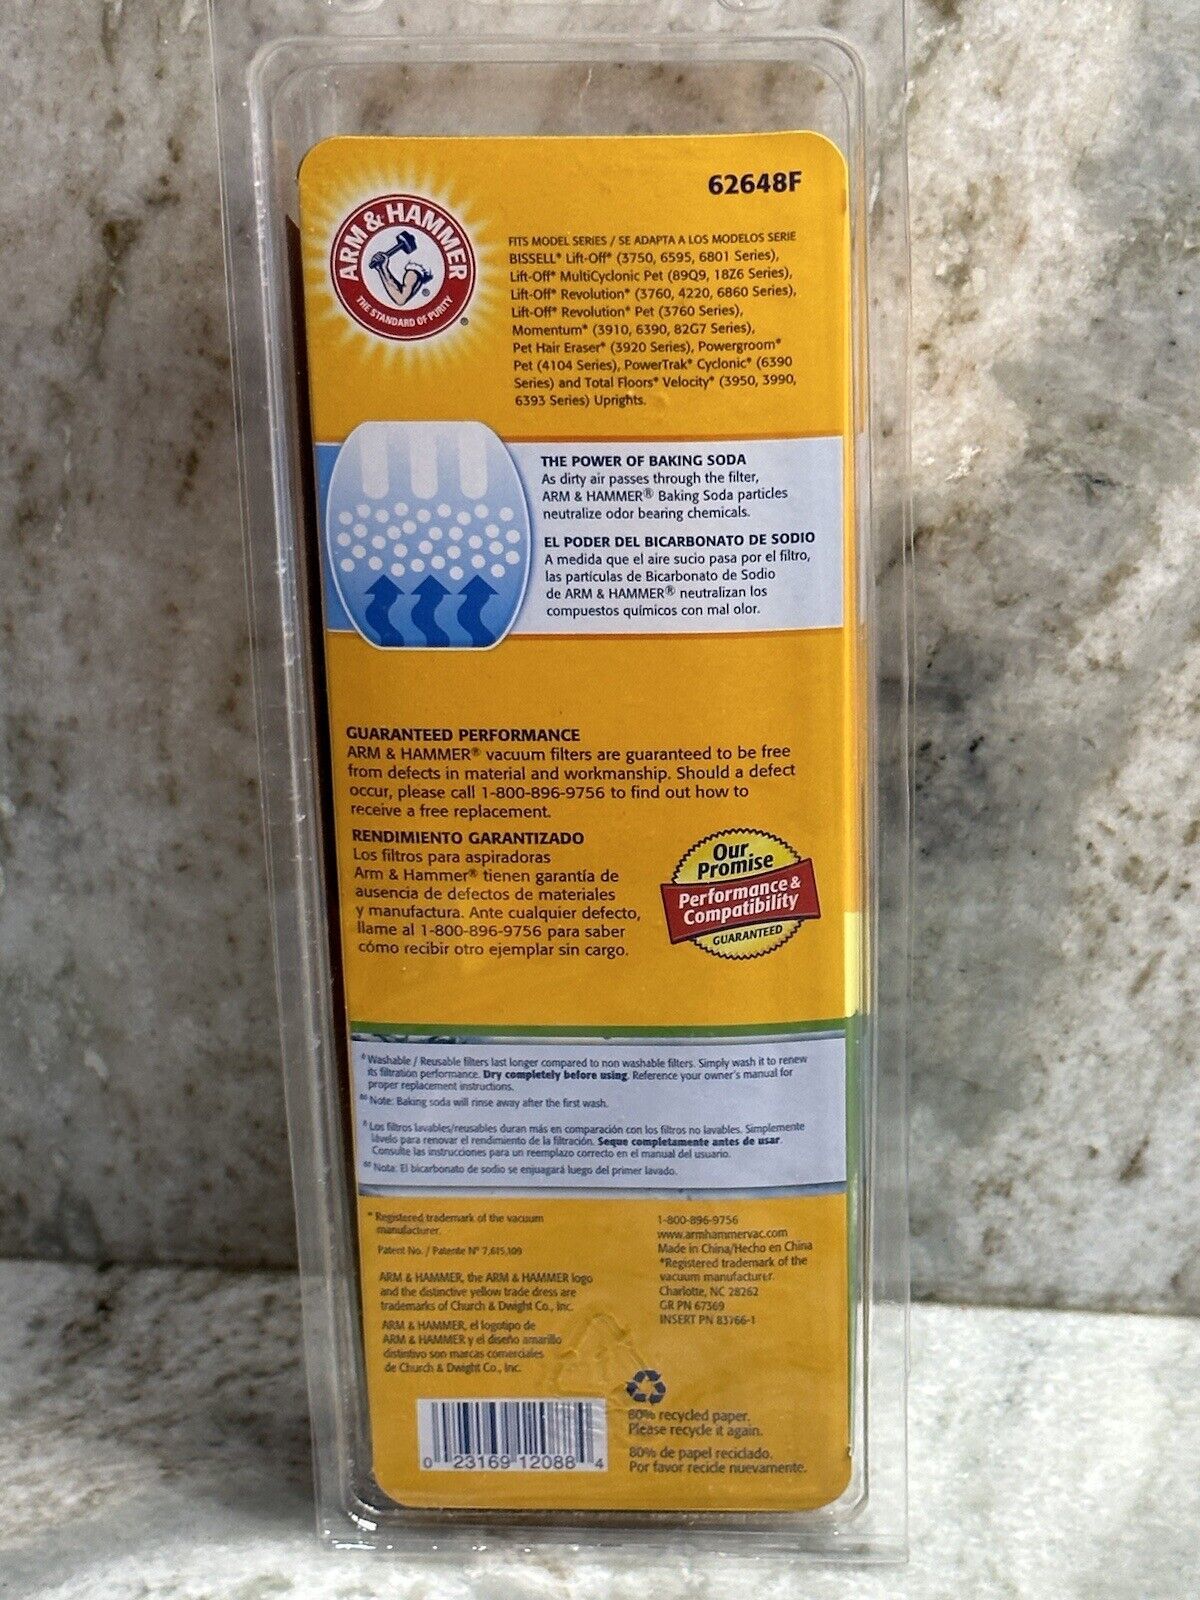 62648F
ARM & HAMMER
THE STANDARD OF PURITY
FITS MODEL SERIES / SE ADAPTA A LOS MODELOS SERIE
BISSELL* Lift-Off* (3750, 6595, 6801 Series),
Lift-Off* MultiCyclonic Pet (89Q9, 18Z6 Series),
Lift-Off* Revolution* (3760, 4220, 6860 Series),
Lift-Off* Revolution* Pet (3760 Series),
Momentum* (3910, 6390, 82G7 Series),
Pet Hair Eraser* (3920 Series), Powergroom*
Pet (4104 Series), PowerTrak* Cyclonic* (6390
Series) and Total Floors* Velocity* (3950, 3990,
6393 Series) Uprights.
THE POWER OF BAKING SODA
As dirty air passes through the filter,
ARM & HAMMER® Baking Soda particles
neutralize odor bearing chemicals.
EL PODER DEL BICARBONATO DE SODIO
A medida que el aire sucio pasa por el filtro,
las partículas de Bicarbonato de Sodio
de ARM & HAMMER® neutralizan los
compuestos químicos con mal olor.
GUARANTEED PERFORMANCE
ARM & HAMMER® vacuum filters are guaranteed to be free
from defects in material and workmanship. Should a defect
occur, please call 1-800-896-9756 to find out how to
receive a free replacement.
RENDIMIENTO GARANTIZADO
Los filtros para aspiradoras
Arm & Hammer® tienen garantía de
ausencia de defectos de materiales
y manufactura. Ante cualquier defecto,
llame al 1-800-896-9756 para saber
cómo recibir otro ejemplar sin cargo.
Our
Promise
Performance &
Compatibility
GUARANTEED
Washable / Reusable filters last longer compared to non washable filters. Simply wash it to renew
its filtration performance. Dry completely before using. Reference your owner's manual for
proper replacement instructions.
Note: Baking soda will rinse away after the first wash.
Los filtros lavables/reusables duran más en comparación con los filtros no lavables. Simplemente
lávelo para renovar el rendimiento de la filtración. Seque completamente antes de usar.
Consulte las instrucciones para un reemplazo correcto en el manual del usuario.
Nota: El bicarbonato de sodio se enjuagará luego del primer lavado.
* Registered trademark of the vacuum
manufacturer.
Patent No. / Patente N° 7,615,109
ARM & HAMMER, the ARM & HAMMER logo
and the distinctive yellow trade dress are
trademarks of Church & Dwight Co., Inc.
ARM & HAMMER, el logotipo de
ARM & HAMMER y el diseño amarillo
distintivo son marcas comerciales
de Church & Dwight Co., Inc.
1-800-896-9756
www.armhammervac.com
Made in China/Hecho en China
*Registered trademark of the
vacuum manufacturer.
Charlotte, NC 28262
GR PN 67369
INSERT PN 83766-1
80% recycled paper.
Please recycle it again.
80% de papel reciclado.
Por favor recicle nuevamente.
0 23169 12088 4